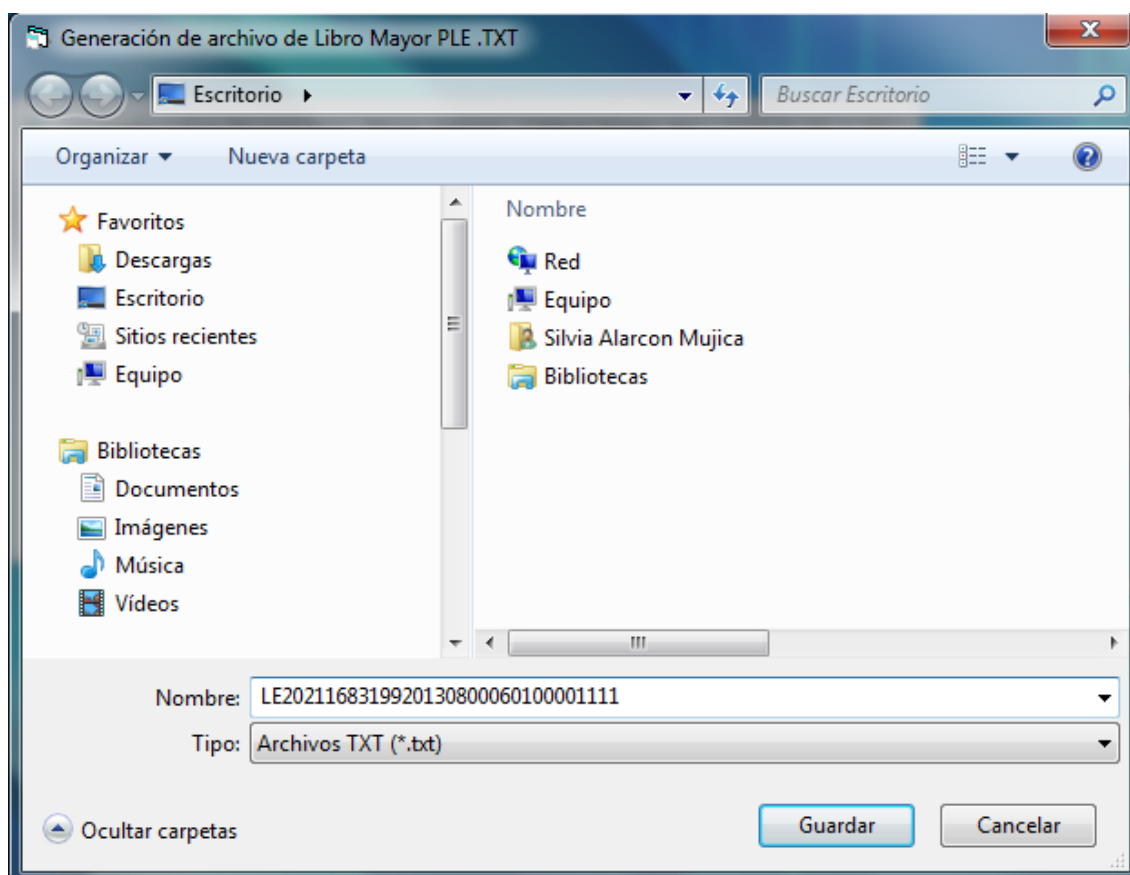 Generación de archivo de Libro Mayor PLE .TXT
Escritorio
Buscar Escritorio
Organizar
Nueva carpeta
Favoritos
Descargas
Escritorio
Sitios recientes
Equipo
Bibliotecas
Documentos
Imágenes
Música
Vídeos
Nombre
Red
Equipo
Silvia Alarcon Mujica
Bibliotecas
Nombre: LE2021168319920130800060100001111
Tipo: Archivos TXT (*.txt)
Ocultar carpetas
Guardar
Cancelar